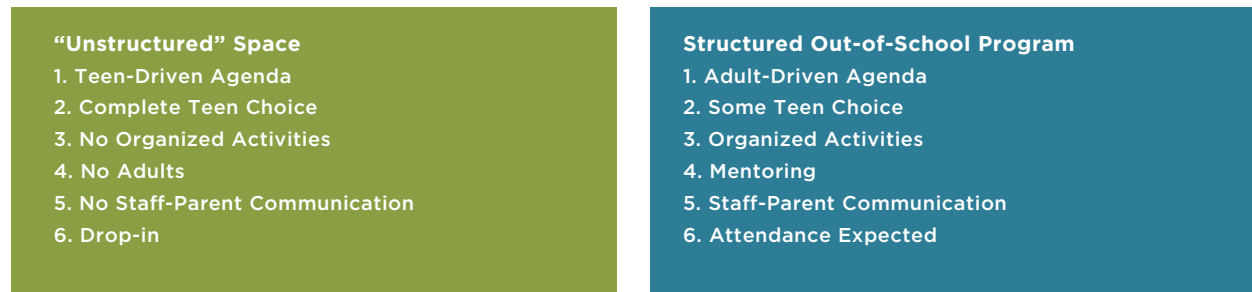 “Unstructured” Space
1. Teen-Driven Agenda
2. Complete Teen Choice
3. No Organized Activities
4. No Adults
5. No Staff-Parent Communication
6. Drop-in
Structured Out-of-School Program
1. Adult-Driven Agenda
2. Some Teen Choice
3. Organized Activities
4. Mentoring
5. Staff-Parent Communication
6. Attendance Expected